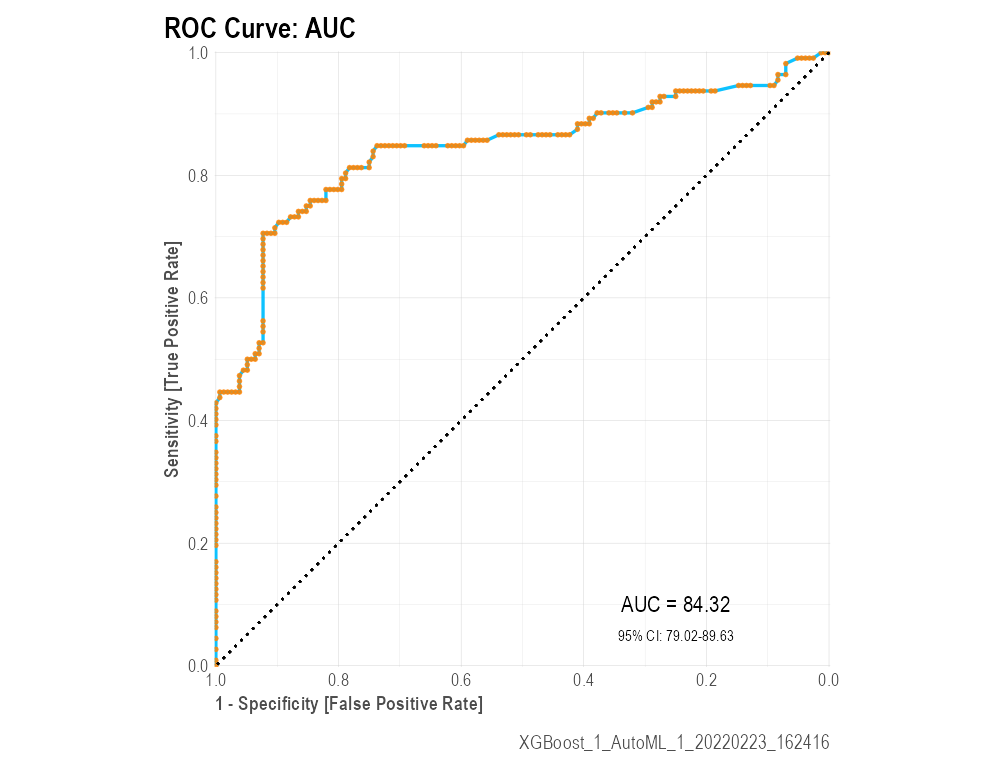 ROC Curve: AUC
Sensitivity [True Positive Rate]
1.0
0.8
0.6
0.4
0.2
0.0
AUC = 84.32
95% CI: 79.02-89.63
1.0 0.8 0.6 0.4 0.2 0.0
1 - Specificity [False Positive Rate]
XGBoost_1_AutoML_1_20220223_162416